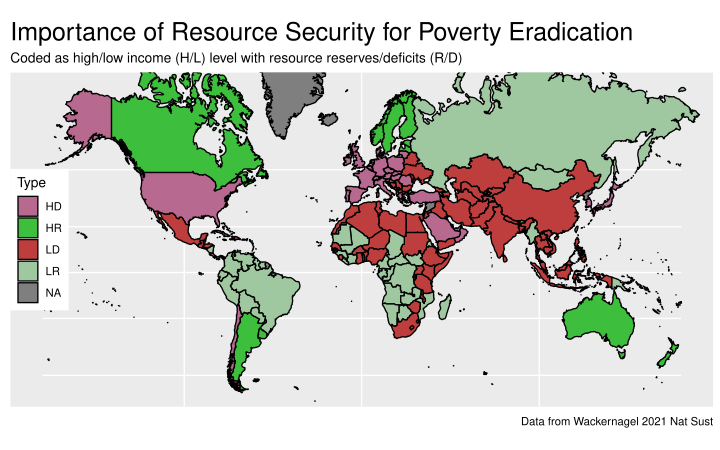 Importance of Resource Security for Poverty Eradication
Coded as high/low income (H/L) level with resource reserves/deficits (R/D)
Type
HD
HR
LD
LR
NA
Data from Wackernagel 2021 Nat Sust